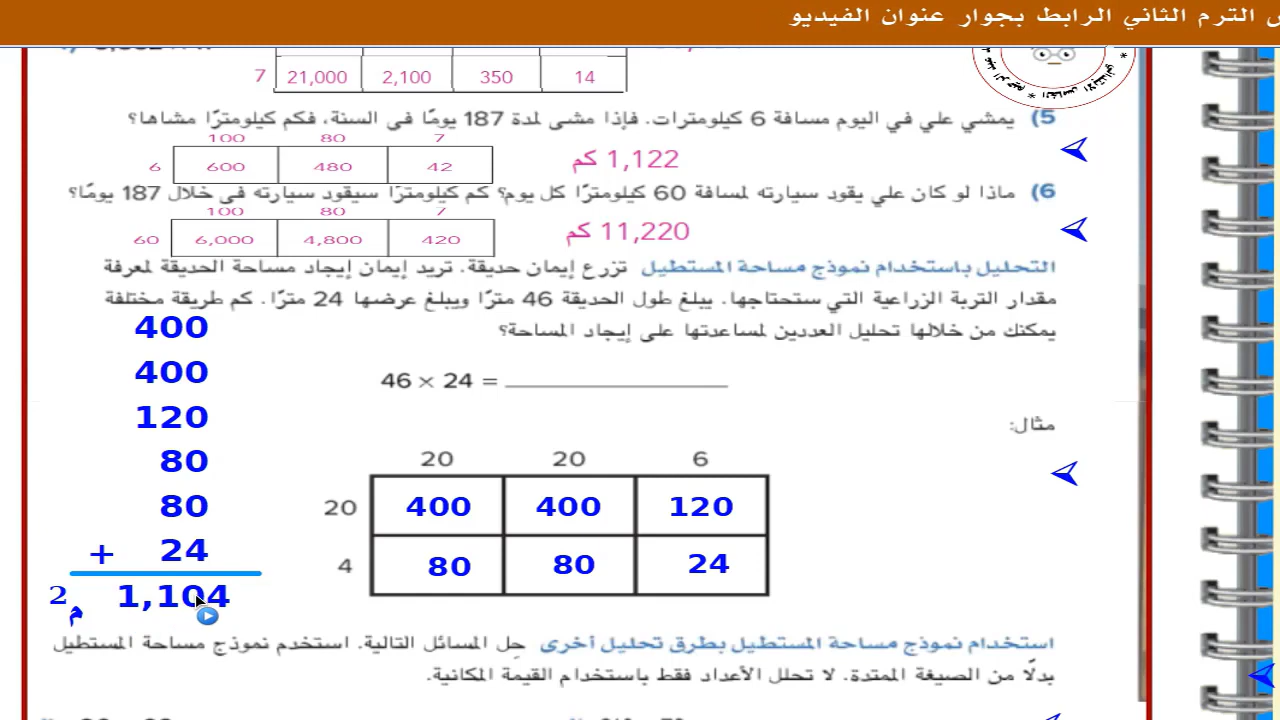 الترم الثاني الرابط بجوار عنوان الفيديو
7 21,000 2,100 350 14
5) يمشي علي في اليوم مسافة 6 كيلومترات. فإذا مشى لمدة 187 يومًا في السنة، فكم كيلومترًا مشاها؟
100 80 7
6 600 480 42
1,122 كم
6) ماذا لو كان علي يقود سيارته لمسافة 60 كيلومترًا كل يوم؟ كم كيلومترًا سيقود سيارته في خلال 187 يومًا؟
100 80 7
60 6,000 4,800 420
11,220 كم
التحليل باستخدام نموذج مساحة المستطيل تزرع إيمان حديقة. تريد إيمان إيجاد مساحة الحديقة لمعرفة
مقدار التربة الزراعية التي ستحتاجها. يبلغ طول الحديقة 46 مترًا ويبلغ عرضها 24 مترًا. كم طريقة مختلفة
يمكنك من خلالها تحليل العددين لمساعدتها على إيجاد المساحة؟
46 × 24 = ____________
مثال:
20 20 6
20 400 400 120
4 80 80 24
400
400
120
80
80
+ 24
1,104 م2
استخدام نموذج مساحة المستطيل بطرق تحليل أخرى حِل المسائل التالية. استخدم نموذج مساحة المستطيل
بدلًا من الصيغة الممتدة. لا تحلل الأعداد فقط باستخدام القيمة المكانية.